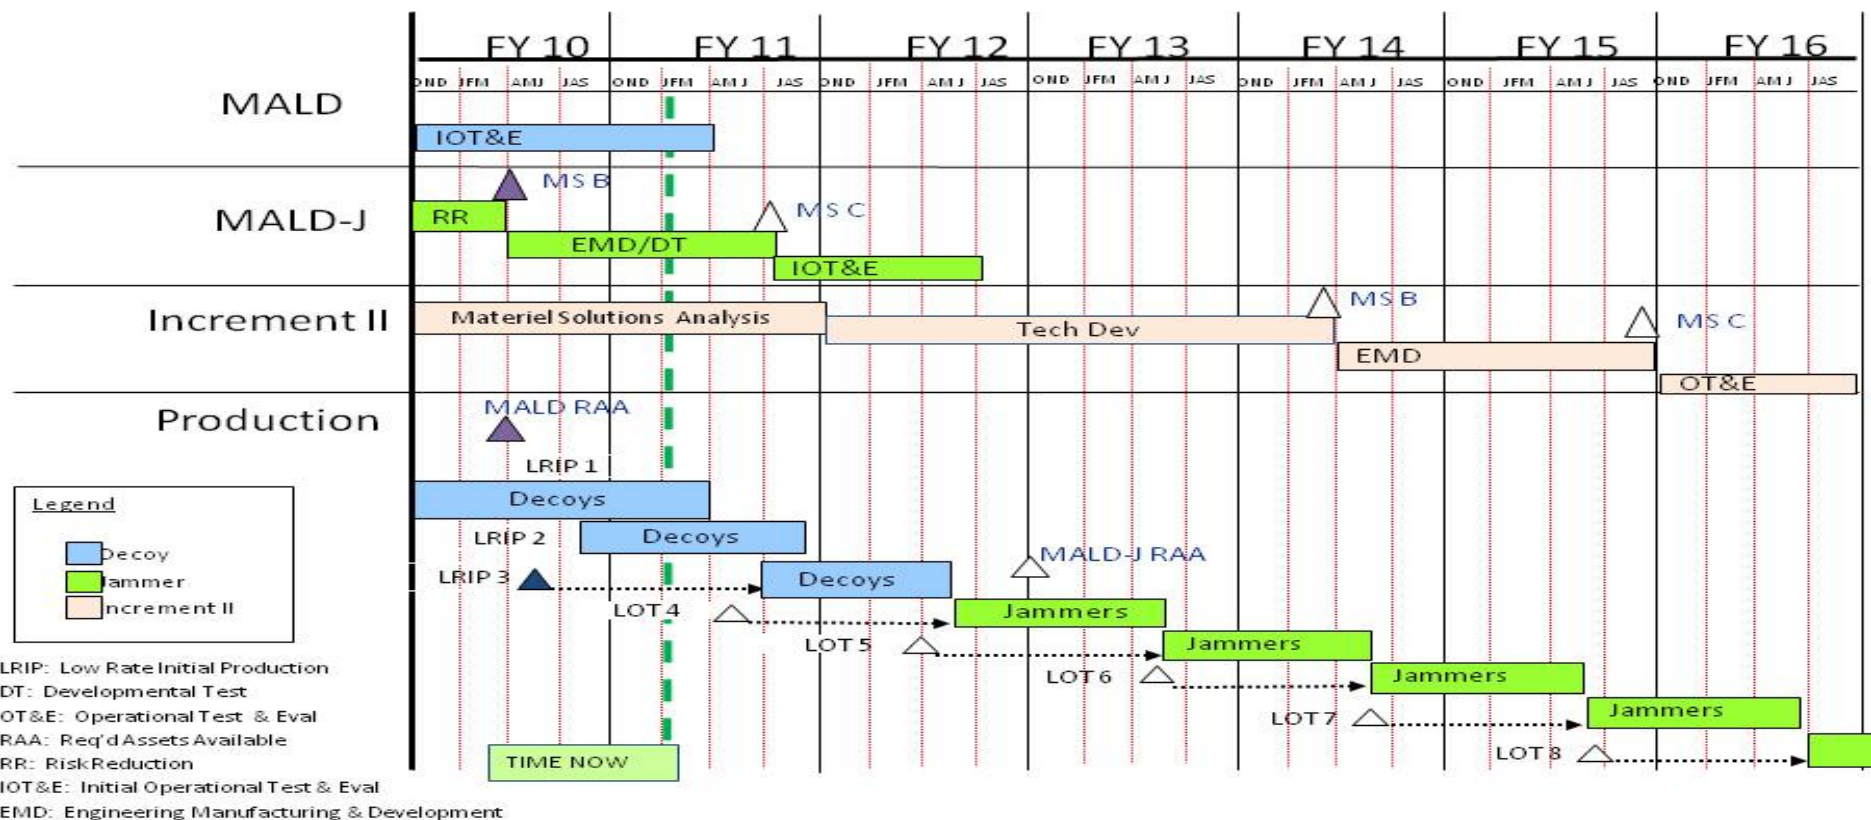 FY 10 FY 11 FY 12 FY 13 FY 14 FY 15 FY 16
OND JFM AMJ JAS OND JFM AMJ JAS OND JFM AMJ JAS OND JFM AMJ JAS OND JFM AMJ JAS OND JFM AMJ JAS OND JFM AMJ JAS
MALD
IOT&E
MS B
MALD-J
RR
MS C
EMD/DT
IOT&E
Increment II
Materiel Solutions Analysis
MS B
Tech Dev
MS C
EMD
OT&E
Production
MALD RAA
LRIP 1
Decoys
LRIP 2
Decoys
MALD-J RAA
LRIP 3
Decoys
LOT 4
Jammers
LOT 5
Jammers
LOT 6
Jammers
LOT 7
Jammers
LOT 8
TIME NOW
Legend
Decoy
Jammer
Increment II
LRIP: Low Rate Initial Production
DT: Developmental Test
OT&E: Operational Test & Eval
RAA: Req'd Assets Available
RR: Risk Reduction
IOT&E: Initial Operational Test & Eval
EMD: Engineering Manufacturing & Development